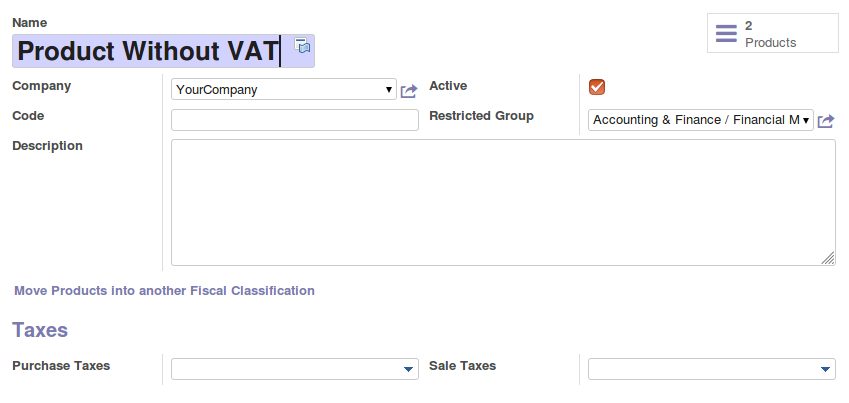 Name
Product Without VAT
2
Products
Company
YourCompany
Active
Code
Restricted Group
Accounting & Finance / Financial M
Description
Move Products into another Fiscal Classification
Taxes
Purchase Taxes
Sale Taxes